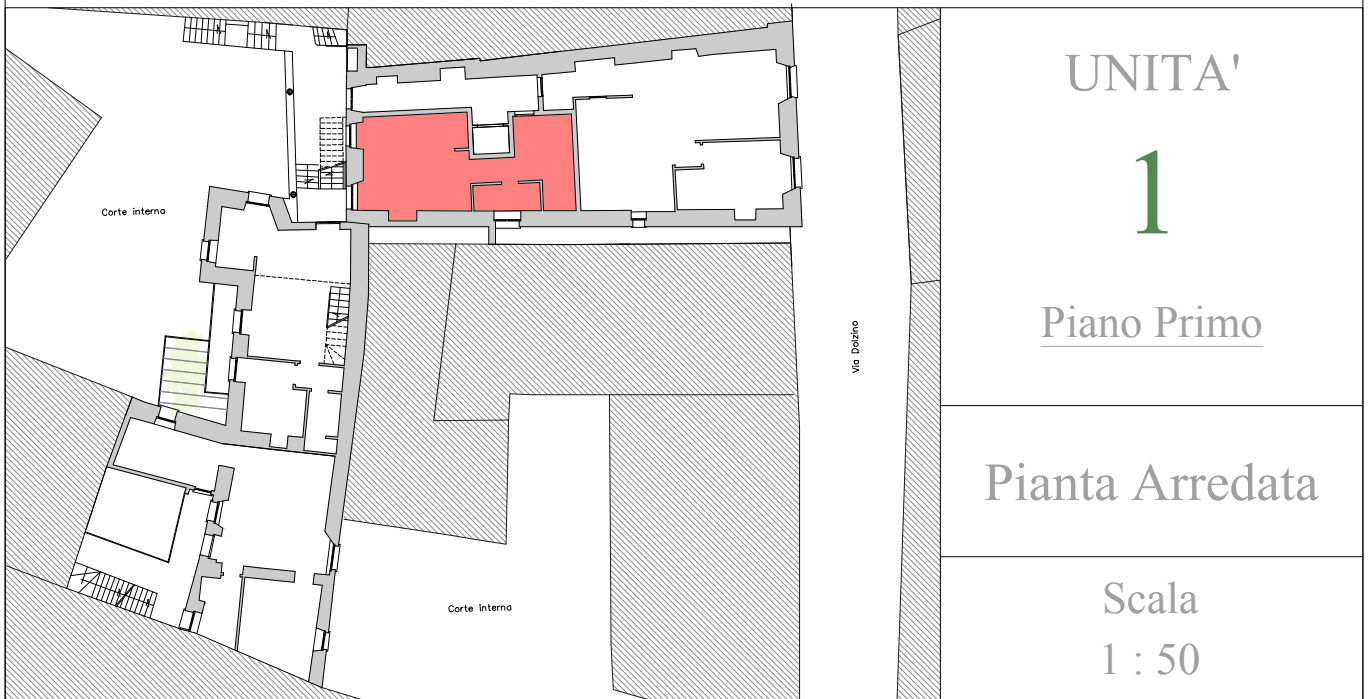 UNITA'
1
Piano Primo
Pianta Arredata
Scala
1 : 50
Corte interna
Via Dolzino
Corte interna